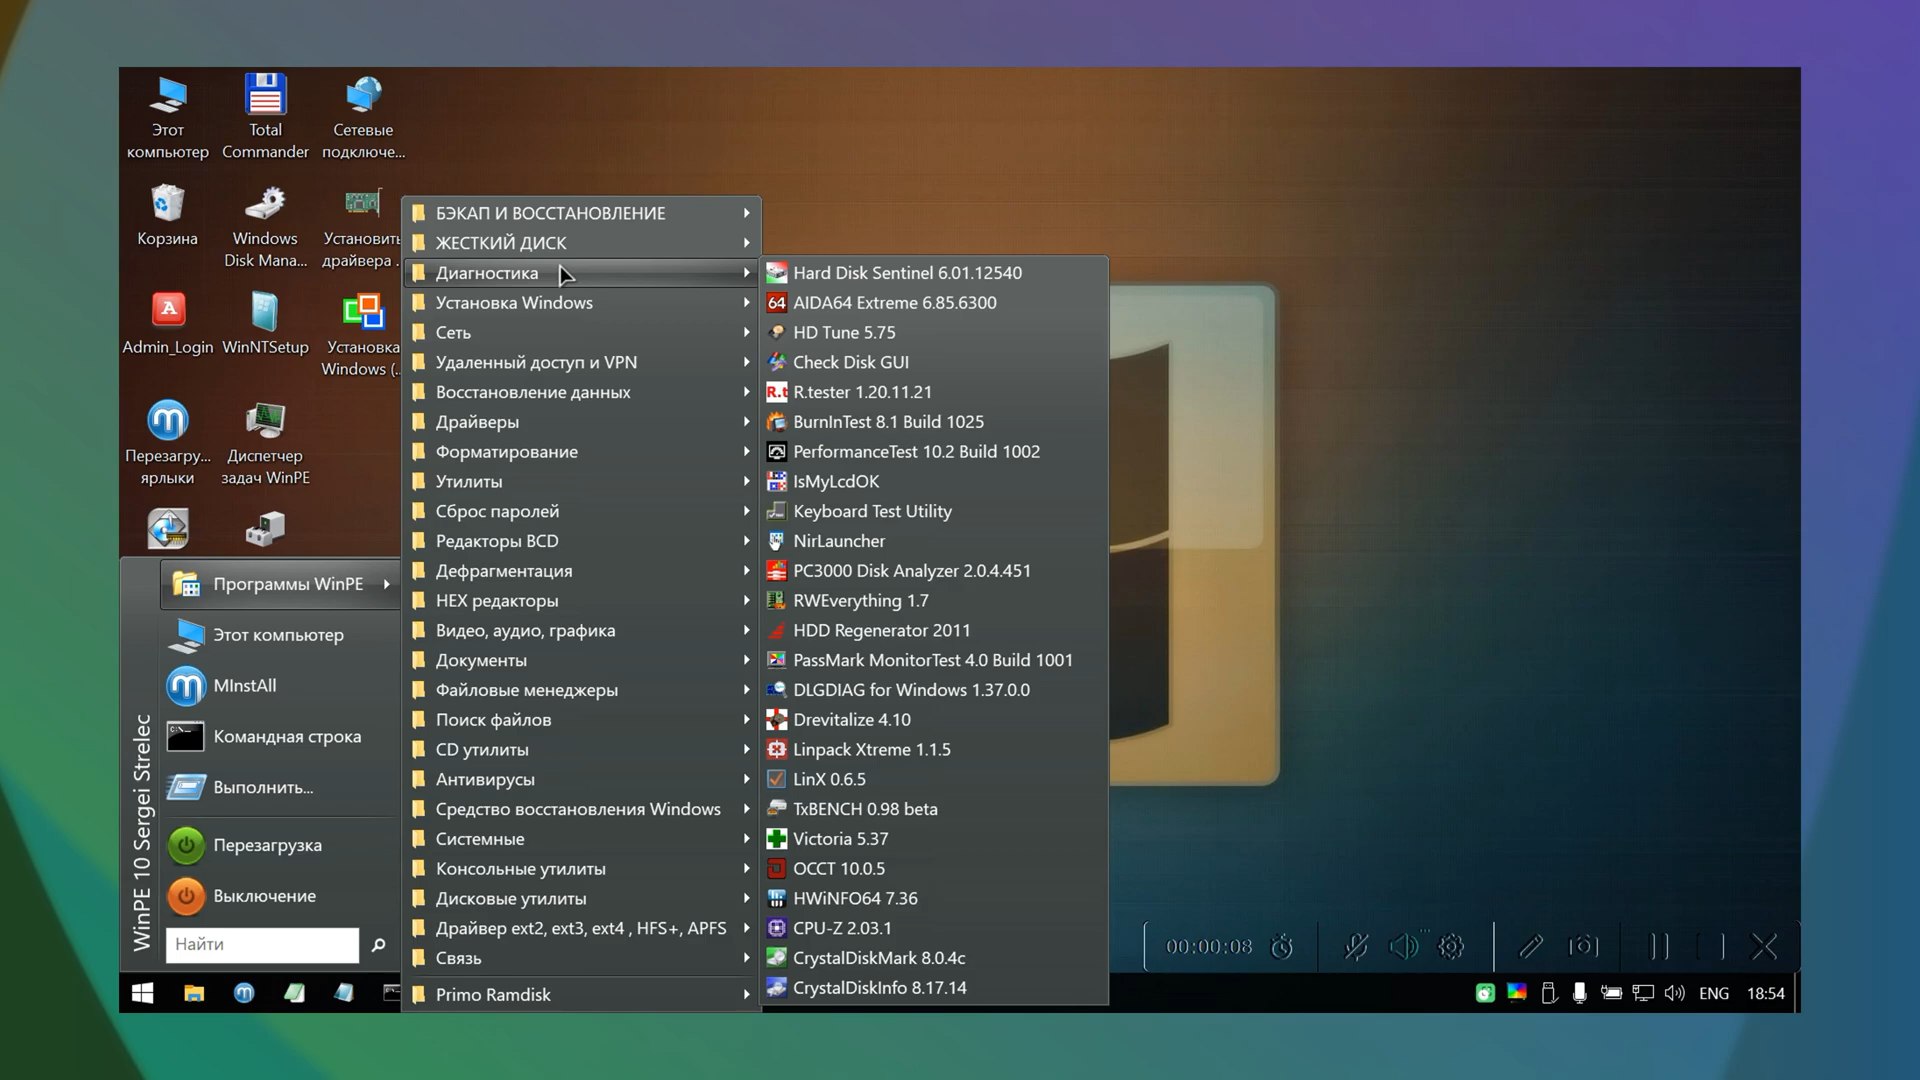 Этот
компьютер
Total
Commander
Сетевые
подключе...
Корзина
Windows
Disk Mana...
Установить
драйвера .
Admin_Login
WinNTSetup
Установка
Windows (..
Перезагру...
ярлыки
Диспетчер
задач WinPE
WinPE 10 Sergei Strelec
Программы WinPE
Этот компьютер
MInstAll
Командная строка
Выполнить...
Перезагрузка
Выключение
Найти
БЭКАП И ВОССТАНОВЛЕНИЕ
ЖЕСТКИЙ ДИСК
Диагностика
Установка Windows
Сеть
Удаленный доступ и VPN
Восстановление данных
Драйверы
Форматирование
Утилиты
Сброс паролей
Редакторы BCD
Дефрагментация
HEX редакторы
Видео, аудио, графика
Документы
Файловые менеджеры
Поиск файлов
CD утилиты
Антивирусы
Средство восстановления Windows
Системные
Консольные утилиты
Дисковые утилиты
Драйвер ext2, ext3, ext4 , HFS+, APFS
Связь
Primo Ramdisk
Hard Disk Sentinel 6.01.12540
64 AIDA64 Extreme 6.85.6300
HD Tune 5.75
Check Disk GUI
R.t R.tester 1.20.11.21
BurnInTest 8.1 Build 1025
PerformanceTest 10.2 Build 1002
IsMyLcdOK
Keyboard Test Utility
NirLauncher
PC3000 Disk Analyzer 2.0.4.451
RWEverything 1.7
HDD Regenerator 2011
PassMark MonitorTest 4.0 Build 1001
DLGDIAG for Windows 1.37.0.0
Drevitalize 4.10
Linpack Xtreme 1.1.5
LinX 0.6.5
TxBENCH 0.98 beta
Victoria 5.37
OCCT 10.0.5
HWiNFO64 7.36
CPU-Z 2.03.1
CrystalDiskMark 8.0.4c
CrystalDiskInfo 8.17.14
00:00:08
ENG
18:54